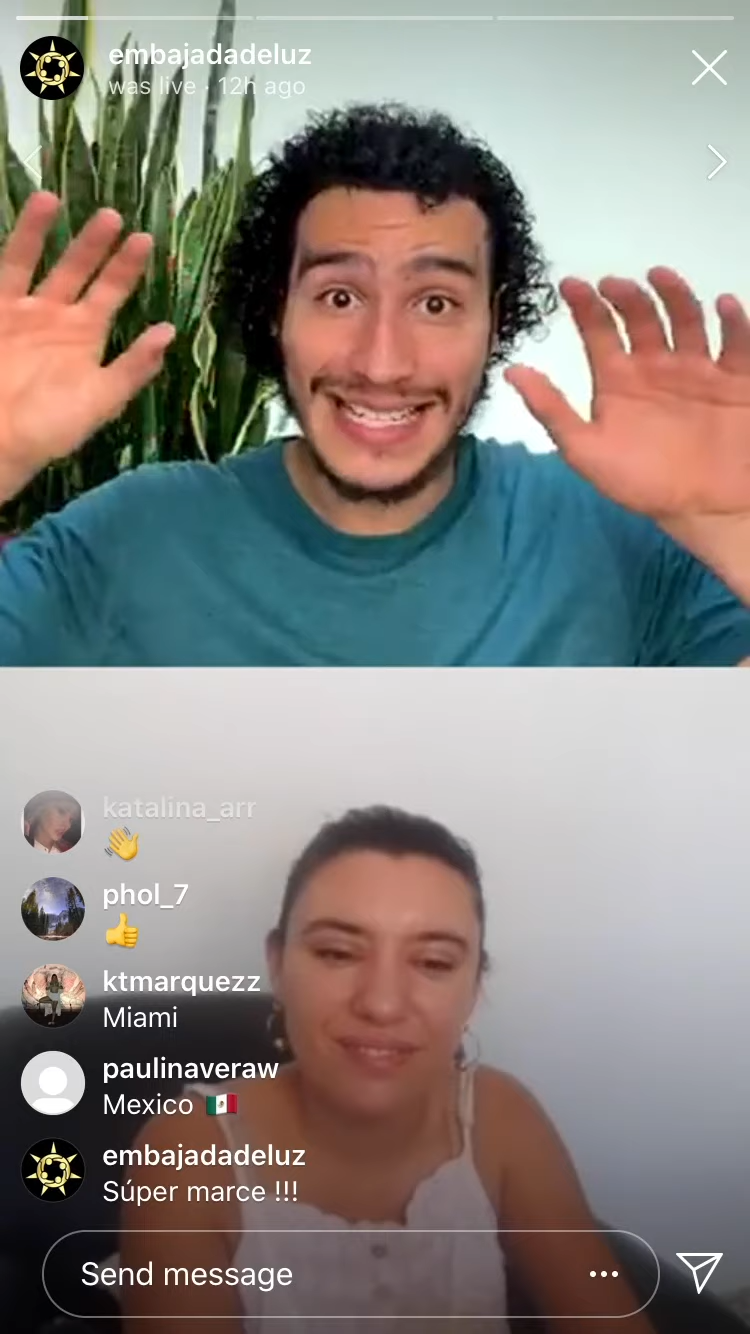 embajadadeluz
was live · 12h ago
katalina_arr
👋
phol_7
👍
ktmarquezz
Miami
paulinaveraw
Mexico 🇲🇽
embajadadeluz
Súper marce !!!
Send message